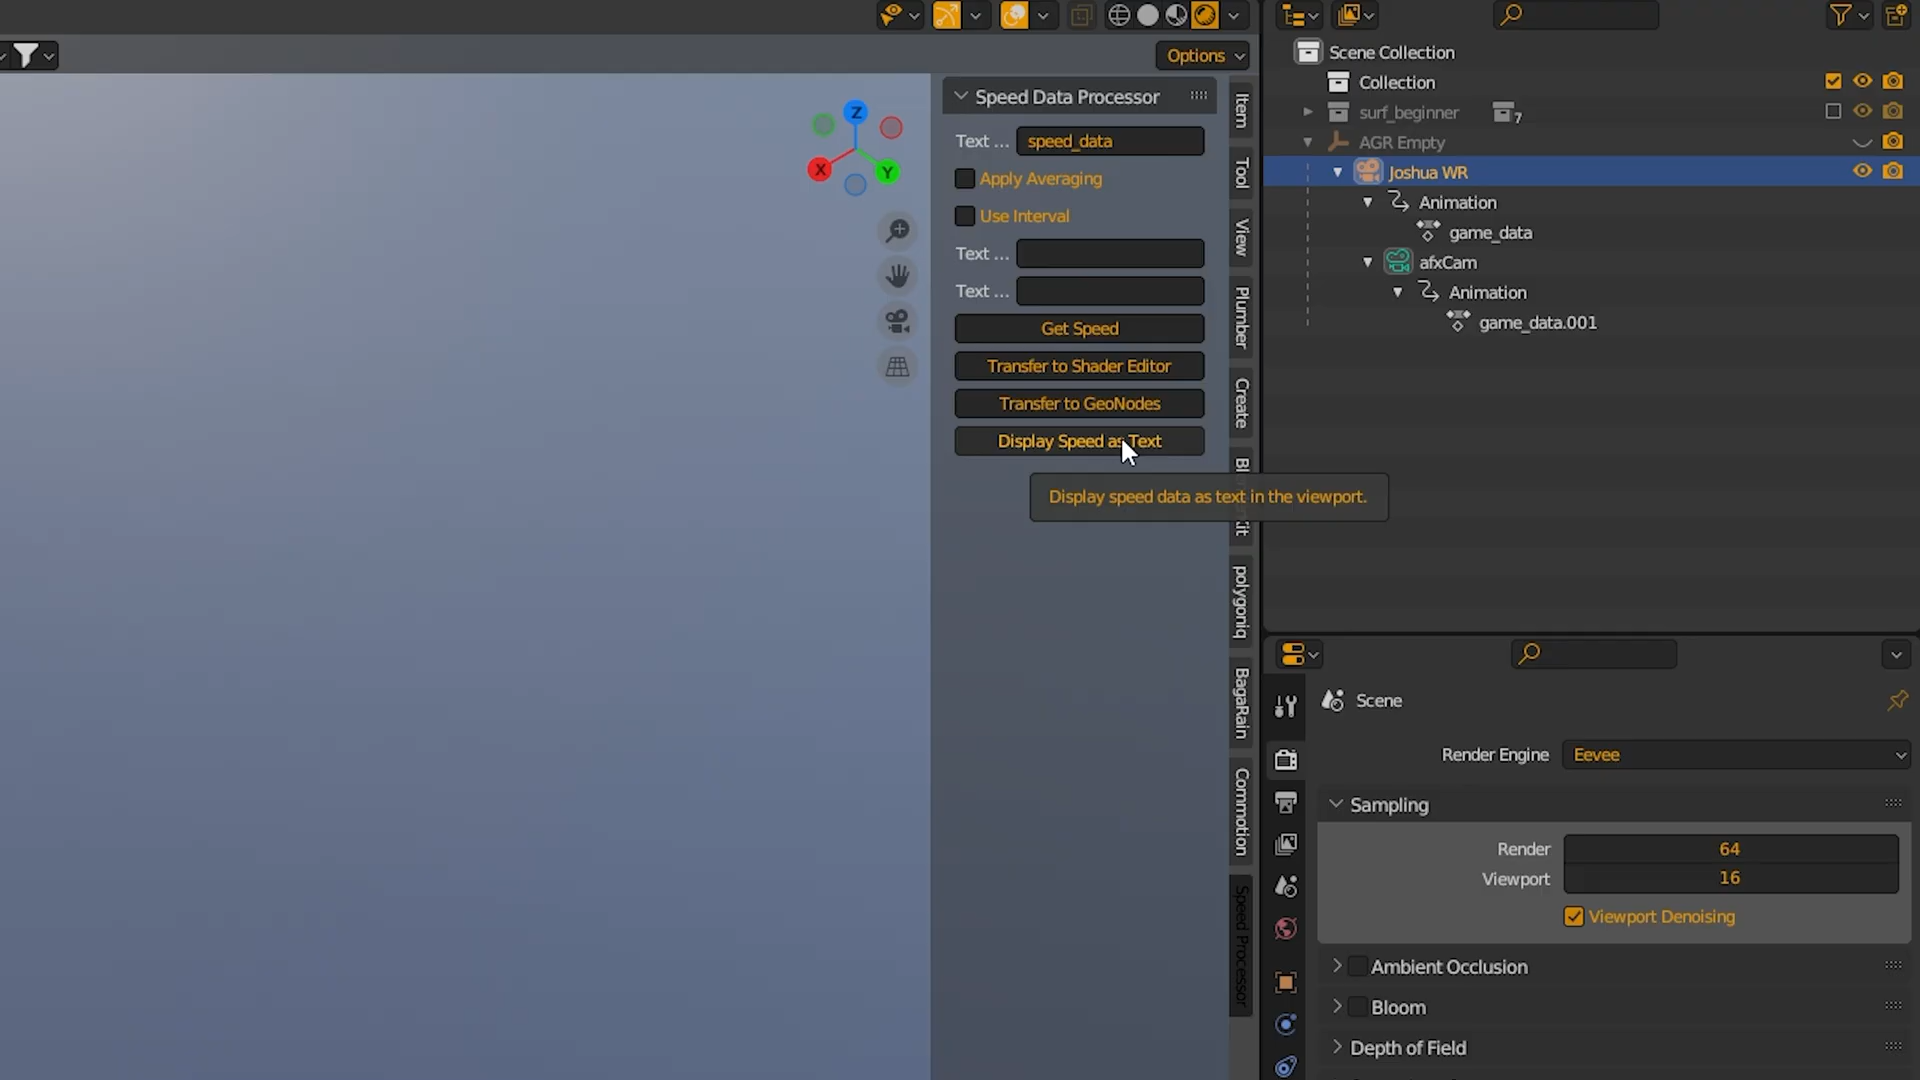 Options
Speed Data Processor
Text ... speed_data
Apply Averaging
Use Interval
Text ...
Text ...
Get Speed
Transfer to Shader Editor
Transfer to GeoNodes
Display Speed as Text
Display speed data as text in the viewport.
X
Y
Z
Item
Tool
View
Plumber
Create
polygoniq
BagaRain
Commotion
Speed Processor
Scene Collection
Collection
surf_beginner 7
AGR Empty
Joshua WR
Animation
game_data
afxCam
Animation
game_data.001
Scene
Render Engine Eevee
Sampling
Render 64
Viewport 16
Viewport Denoising
Ambient Occlusion
Bloom
Depth of Field